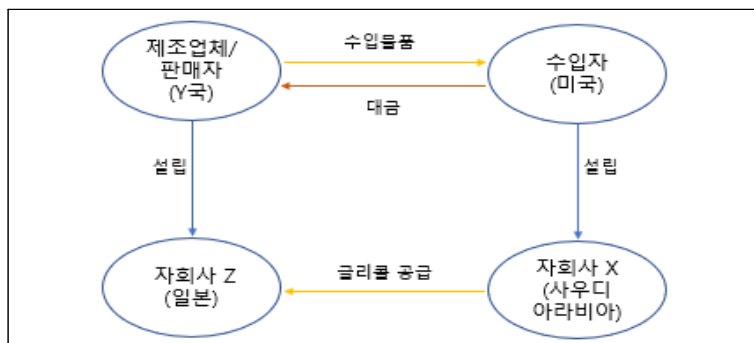 제조업체/
판매자
(Y국)
수입물품
수입자
(미국)
대금
설립
설립
자회사 Z
(일본)
글리콜 공급
자회사 X
(사우디
아라비아)